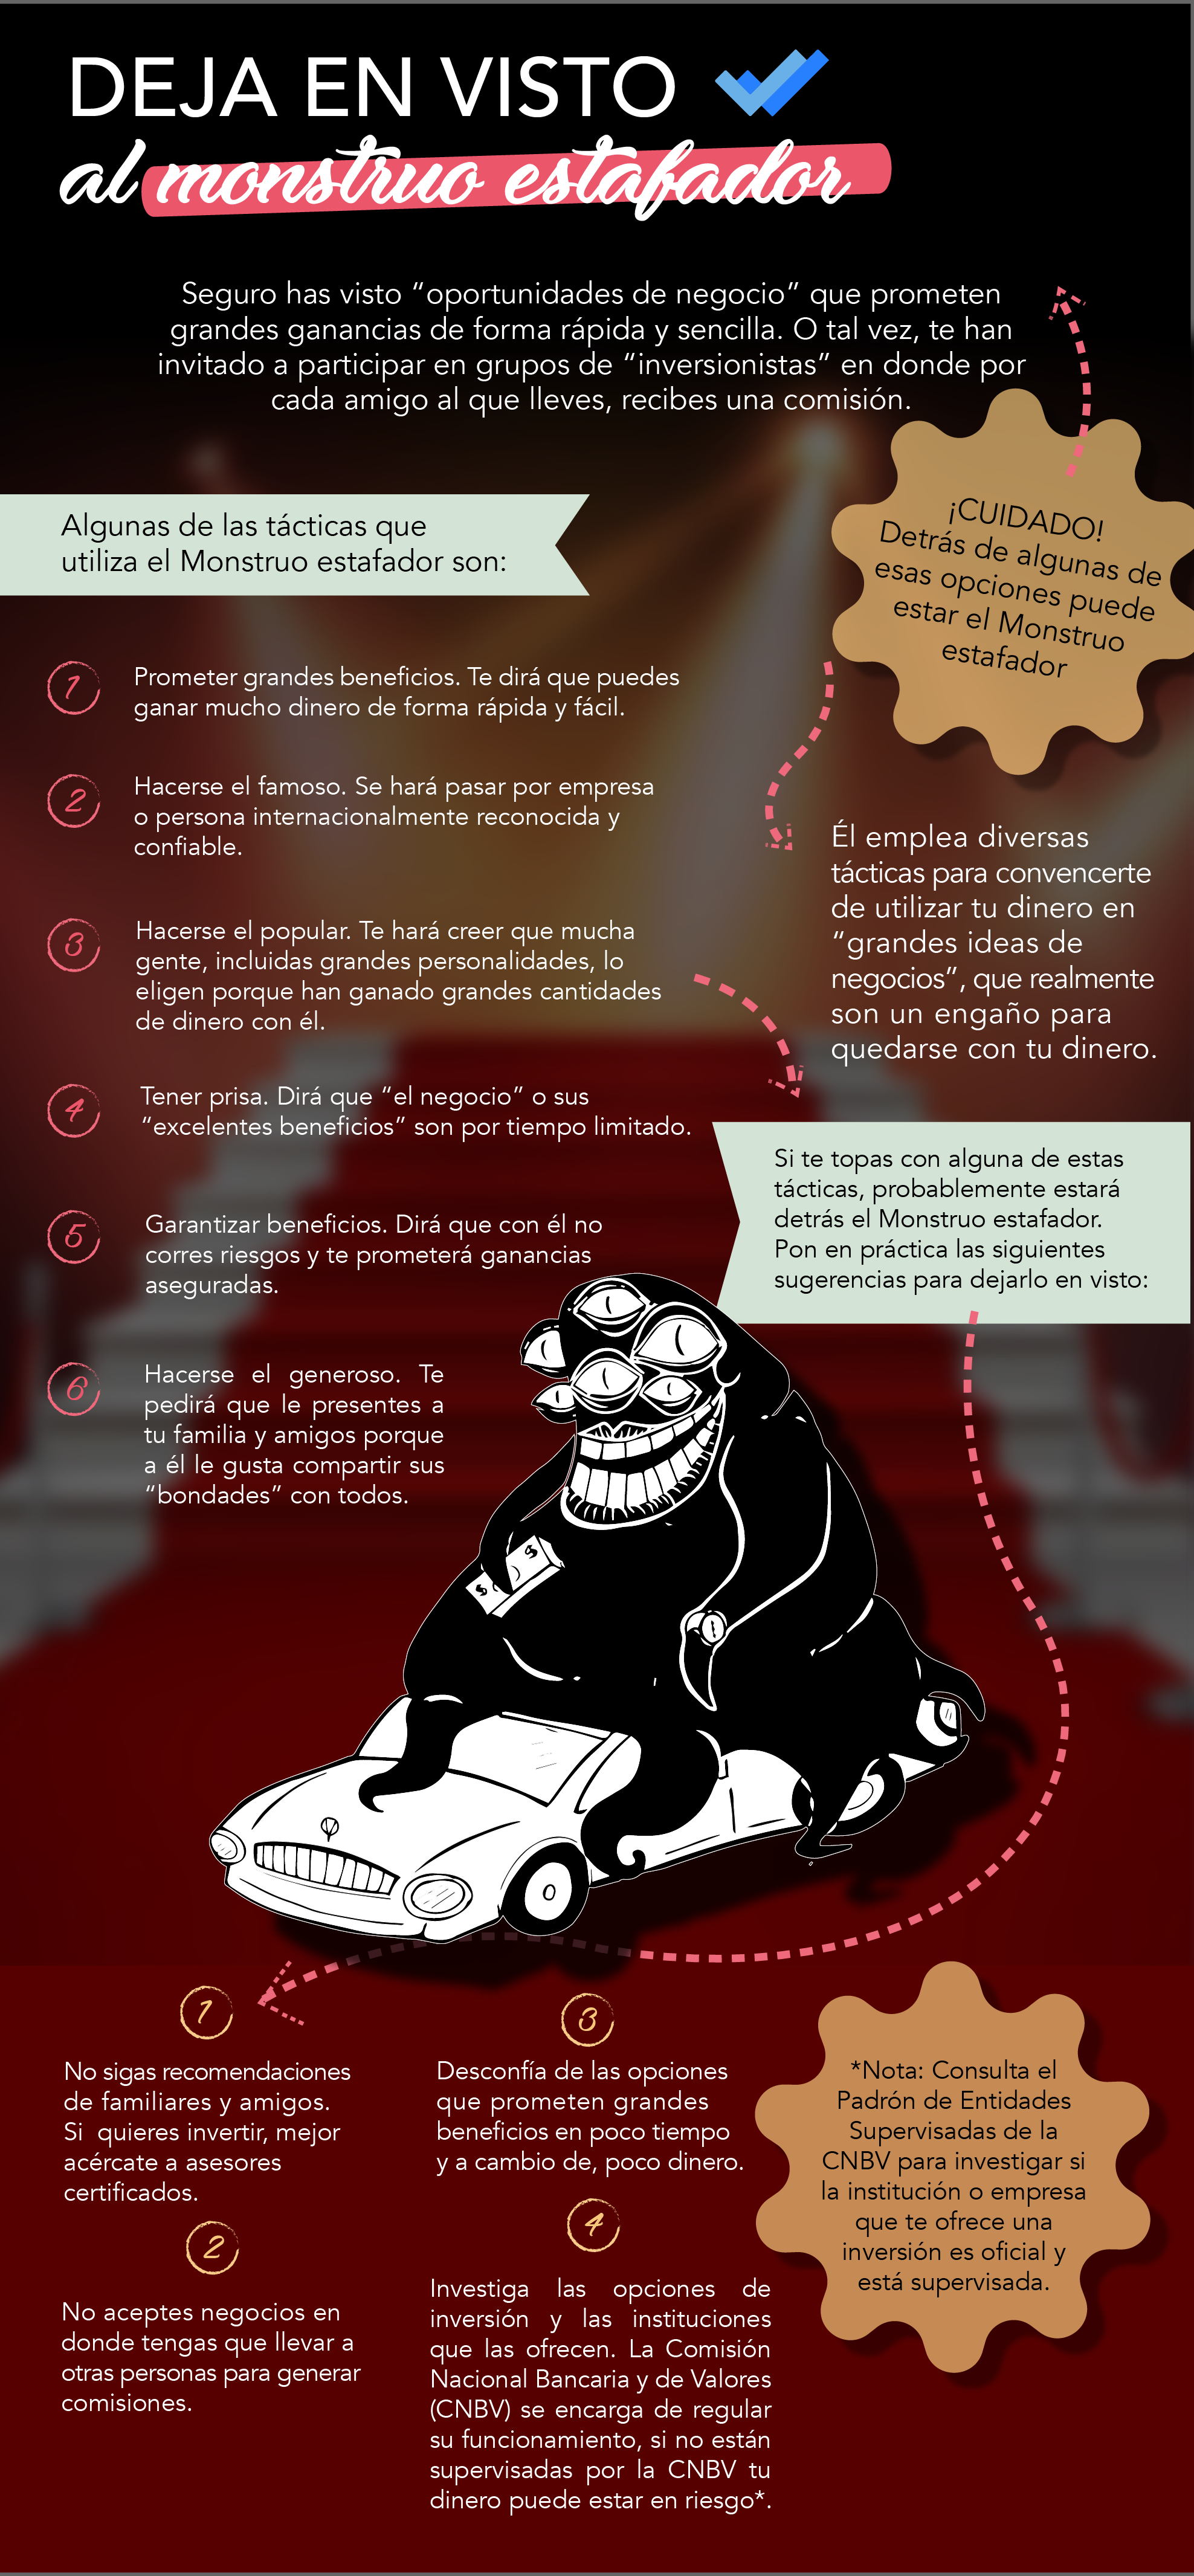 DEJA EN VISTO
al monstruo estafador
Seguro has visto “oportunidades de negocio” que prometen
grandes ganancias de forma rápida y sencilla. O tal vez, te han
invitado a participar en grupos de “inversionistas” en donde por
cada amigo al que lleves, recibes una comisión.
¡CUIDADO!
Detrás de algunas de
esas opciones puede
estar el Monstruo
estafador
Él emplea diversas
tácticas para convencerte
de utilizar tu dinero en
“grandes ideas de
negocios”, que realmente
son un engaño para
quedarse con tu dinero.
Algunas de las tácticas que
utiliza el Monstruo estafador son:
1
Prometer grandes beneficios. Te dirá que puedes
ganar mucho dinero de forma rápida y fácil.
2
Hacerse el famoso. Se hará pasar por empresa
o persona internacionalmente reconocida y
confiable.
3
Hacerse el popular. Te hará creer que mucha
gente, incluidas grandes personalidades, lo
eligen porque han ganado grandes cantidades
de dinero con él.
4
Tener prisa. Dirá que “el negocio” o sus
“excelentes beneficios” son por tiempo limitado.
5
Garantizar beneficios. Dirá que con él no
corres riesgos y te prometerá ganancias
aseguradas.
6
Hacerse el generoso. Te
pedirá que le presentes a
tu familia y amigos porque
a él le gusta compartir sus
“bondades” con todos.
Si te topas con alguna de estas
tácticas, probablemente estará
detrás el Monstruo estafador.
Pon en práctica las siguientes
sugerencias para dejarlo en visto:
$
$
1
No sigas recomendaciones
de familiares y amigos.
Si quieres invertir, mejor
acércate a asesores
certificados.
2
No aceptes negocios en
donde tengas que llevar a
otras personas para generar
comisiones.
3
Desconfía de las opciones
que prometen grandes
beneficios en poco tiempo
y a cambio de, poco dinero.
4
Investiga las opciones de
inversión y las instituciones
que las ofrecen. La Comisión
Nacional Bancaria y de Valores
(CNBV) se encarga de regular
su funcionamiento, si no están
supervisadas por la CNBV tu
dinero puede estar en riesgo*.
*Nota: Consulta el
Padrón de Entidades
Supervisadas de la
CNBV para investigar si
la institución o empresa
que te ofrece una
inversión es oficial y
está supervisada.